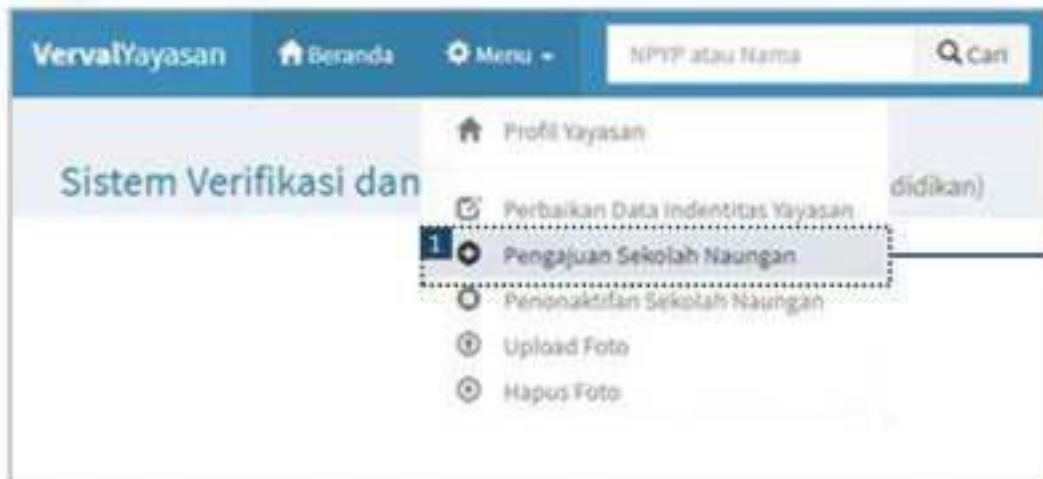 VervalYayasan Beranda Menu NPYP atau Nama Cari
Profil Yayasan
Sistem Verifikasi dan didikan)
Perbaikan Data Indentitas Yayasan
1 Pengajuan Sekolah Naungan
Penonaktifan Sekolah Naungan
Upload Foto
Hapus Foto